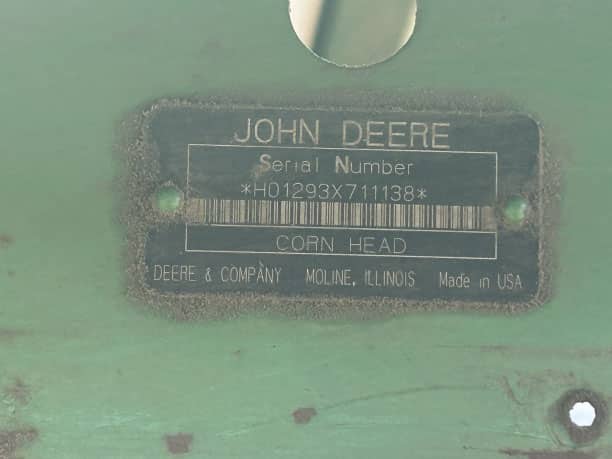 JOHN DEERE
Serial Number
*H01293X711138*
CORN HEAD
DEERE & COMPANY MOLINE, ILLINOIS Made in USA